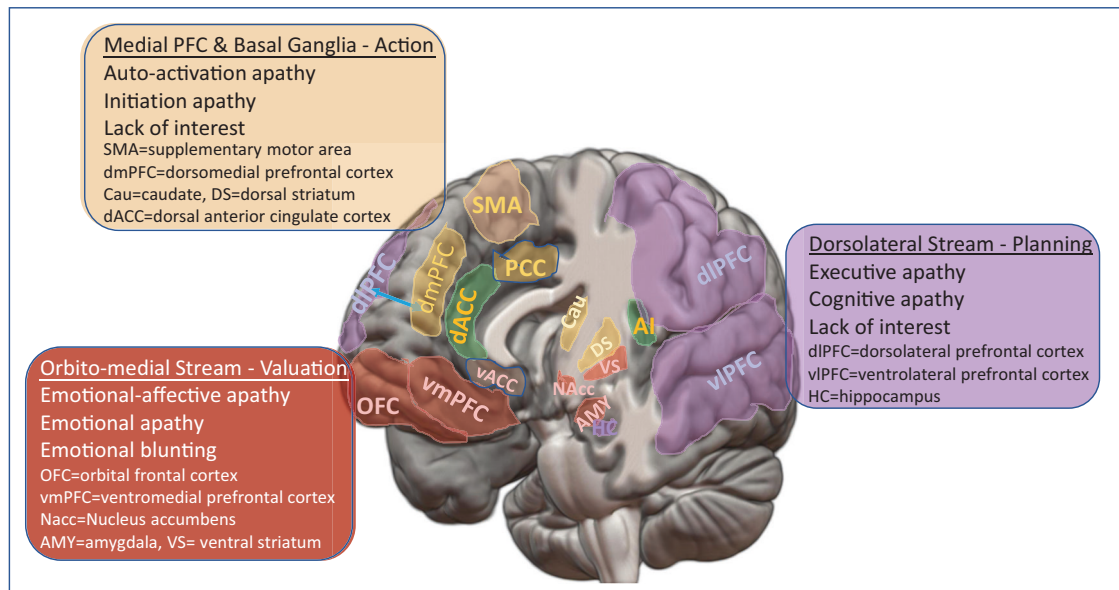 Medial PFC & Basal Ganglia - Action
Auto-activation apathy
Initiation apathy
Lack of interest
SMA=supplementary motor area
dmPFC=dorsomedial prefrontal cortex
Cau=caudate, DS=dorsal striatum
dACC=dorsal anterior cingulate cortex
SMA
PCC
dlPFC
dmPFC
dACC
vACC
OFC
vmPFC
Cau
DS
VS
NAcc
AMY
HC
AI
dlPFC
vlPFC
Dorsolateral Stream - Planning
Executive apathy
Cognitive apathy
Lack of interest
dlPFC=dorsolateral prefrontal cortex
vlPFC=ventrolateral prefrontal cortex
HC=hippocampus
Orbito-medial Stream - Valuation
Emotional-affective apathy
Emotional apathy
Emotional blunting
OFC=orbital frontal cortex
vmPFC=ventromedial prefrontal cortex
Nacc=Nucleus accumbens
AMY=amygdala, VS= ventral striatum